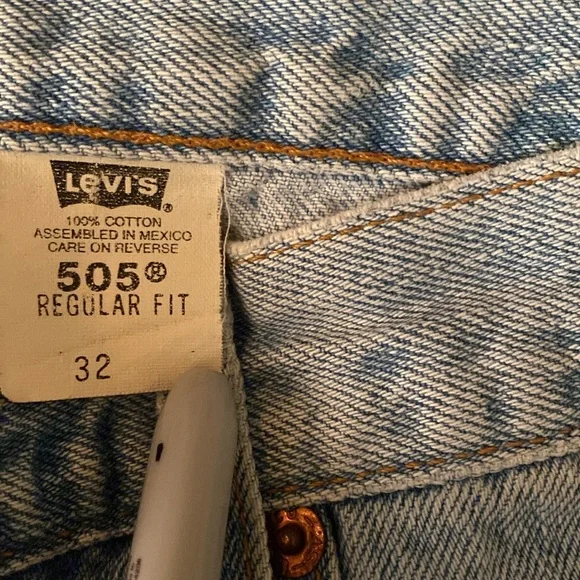 LEVI'S ®
100% COTTON
ASSEMBLED IN MEXICO
CARE ON REVERSE
505®
REGULAR FIT
32